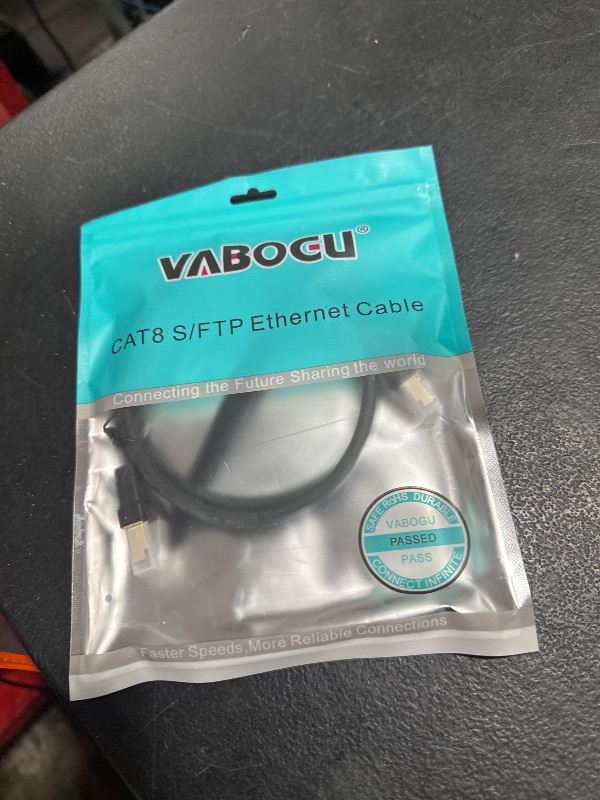 VABOGU®
CAT8 S/FTP Ethernet Cable
Connecting the Future Sharing the world
SAFE RoHS DURABLE
VABOGU
PASSED
PASS
CONNECT INFINITE
Faster Speeds,More Reliable Connections